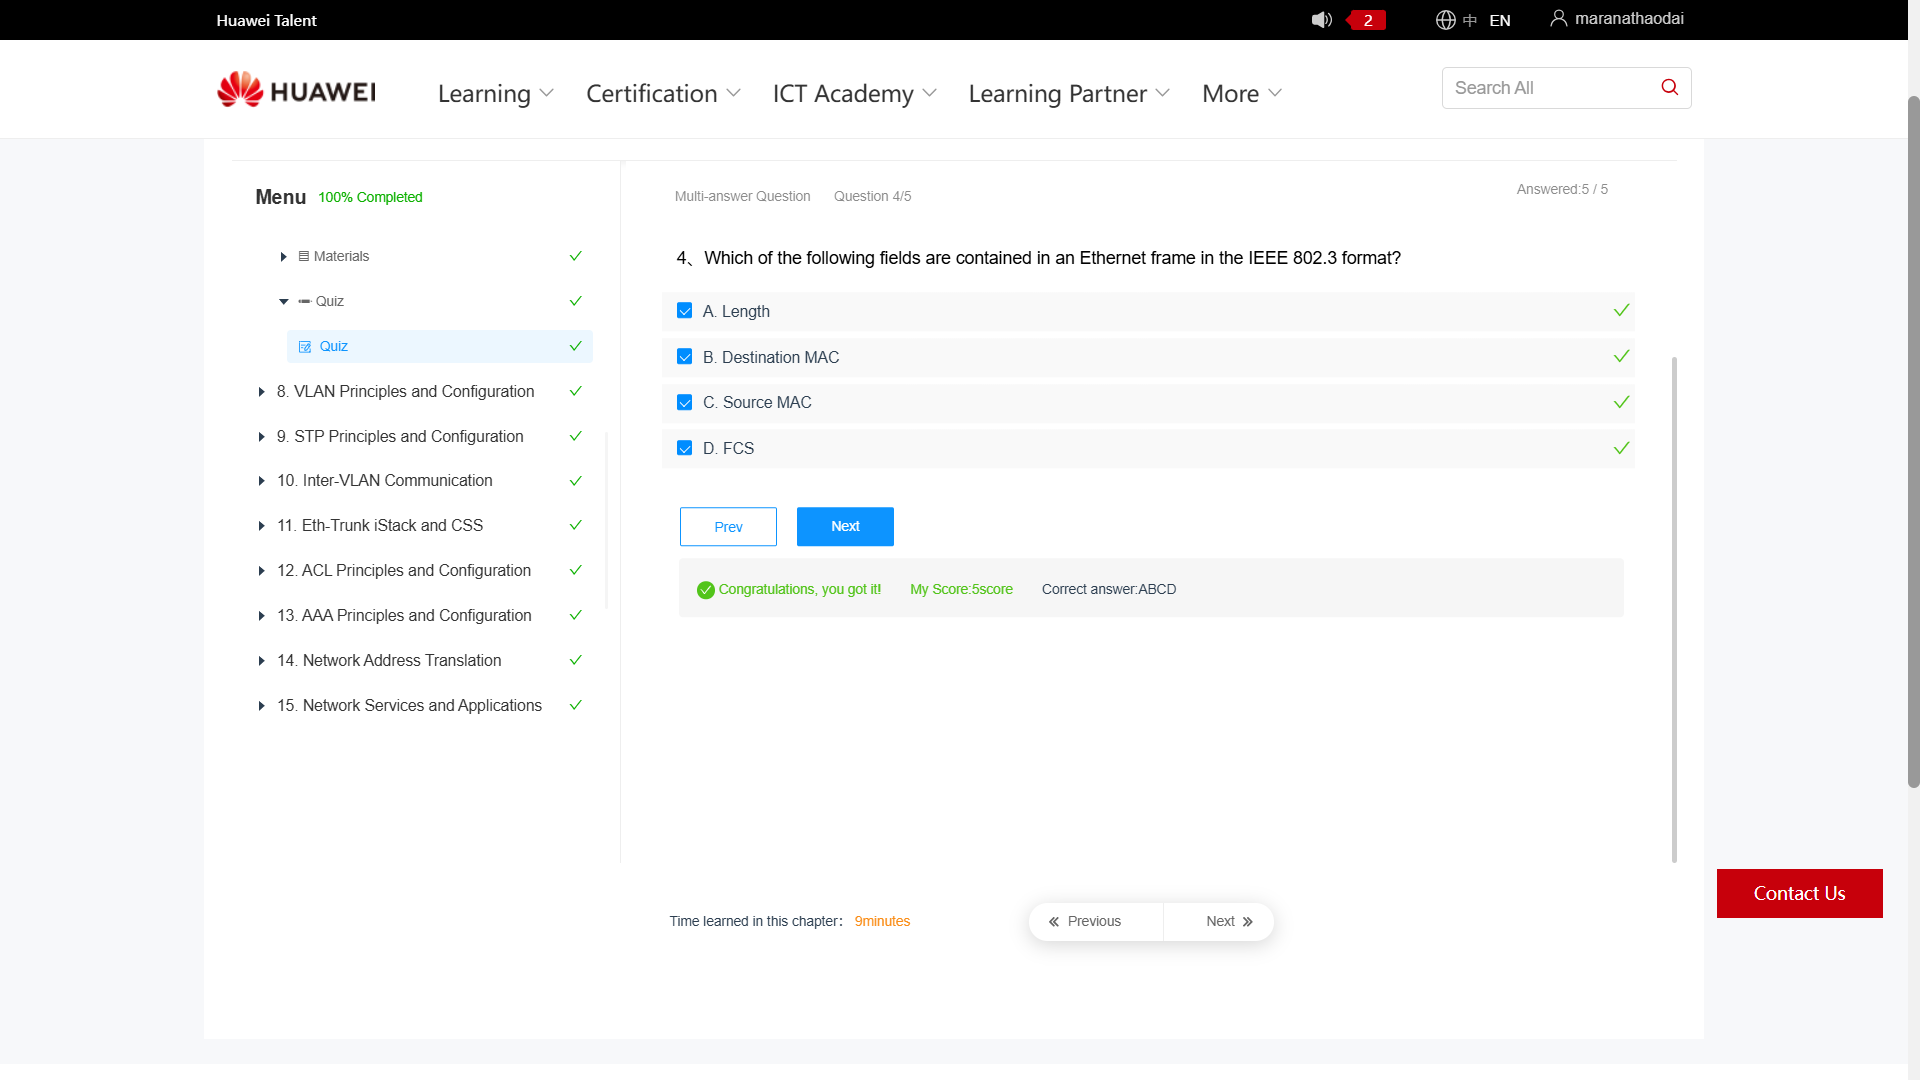 Huawei Talent
2
中 EN
maranathaodai
HUAWEI
Learning
Certification
ICT Academy
Learning Partner
More
Search All
Menu 100% Completed
Materials
Quiz
Quiz
8. VLAN Principles and Configuration
9. STP Principles and Configuration
10. Inter-VLAN Communication
11. Eth-Trunk iStack and CSS
12. ACL Principles and Configuration
13. AAA Principles and Configuration
14. Network Address Translation
15. Network Services and Applications
Multi-answer Question Question 4/5
Answered:5 / 5
4、Which of the following fields are contained in an Ethernet frame in the IEEE 802.3 format?
A. Length
B. Destination MAC
C. Source MAC
D. FCS
Prev
Next
Congratulations, you got it! My Score:5score Correct answer:ABCD
Time learned in this chapter： 9minutes
« Previous
Next »
Contact Us